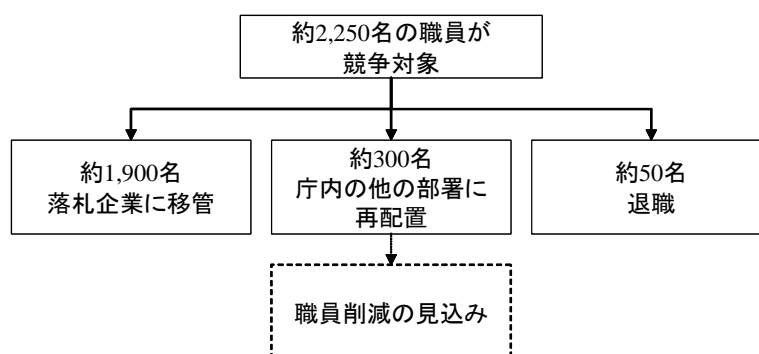 約2,250名の職員が
競争対象
約1,900名
落札企業に移管
約300名
庁内の他の部署に
再配置
約50名
退職
職員削減の見込み